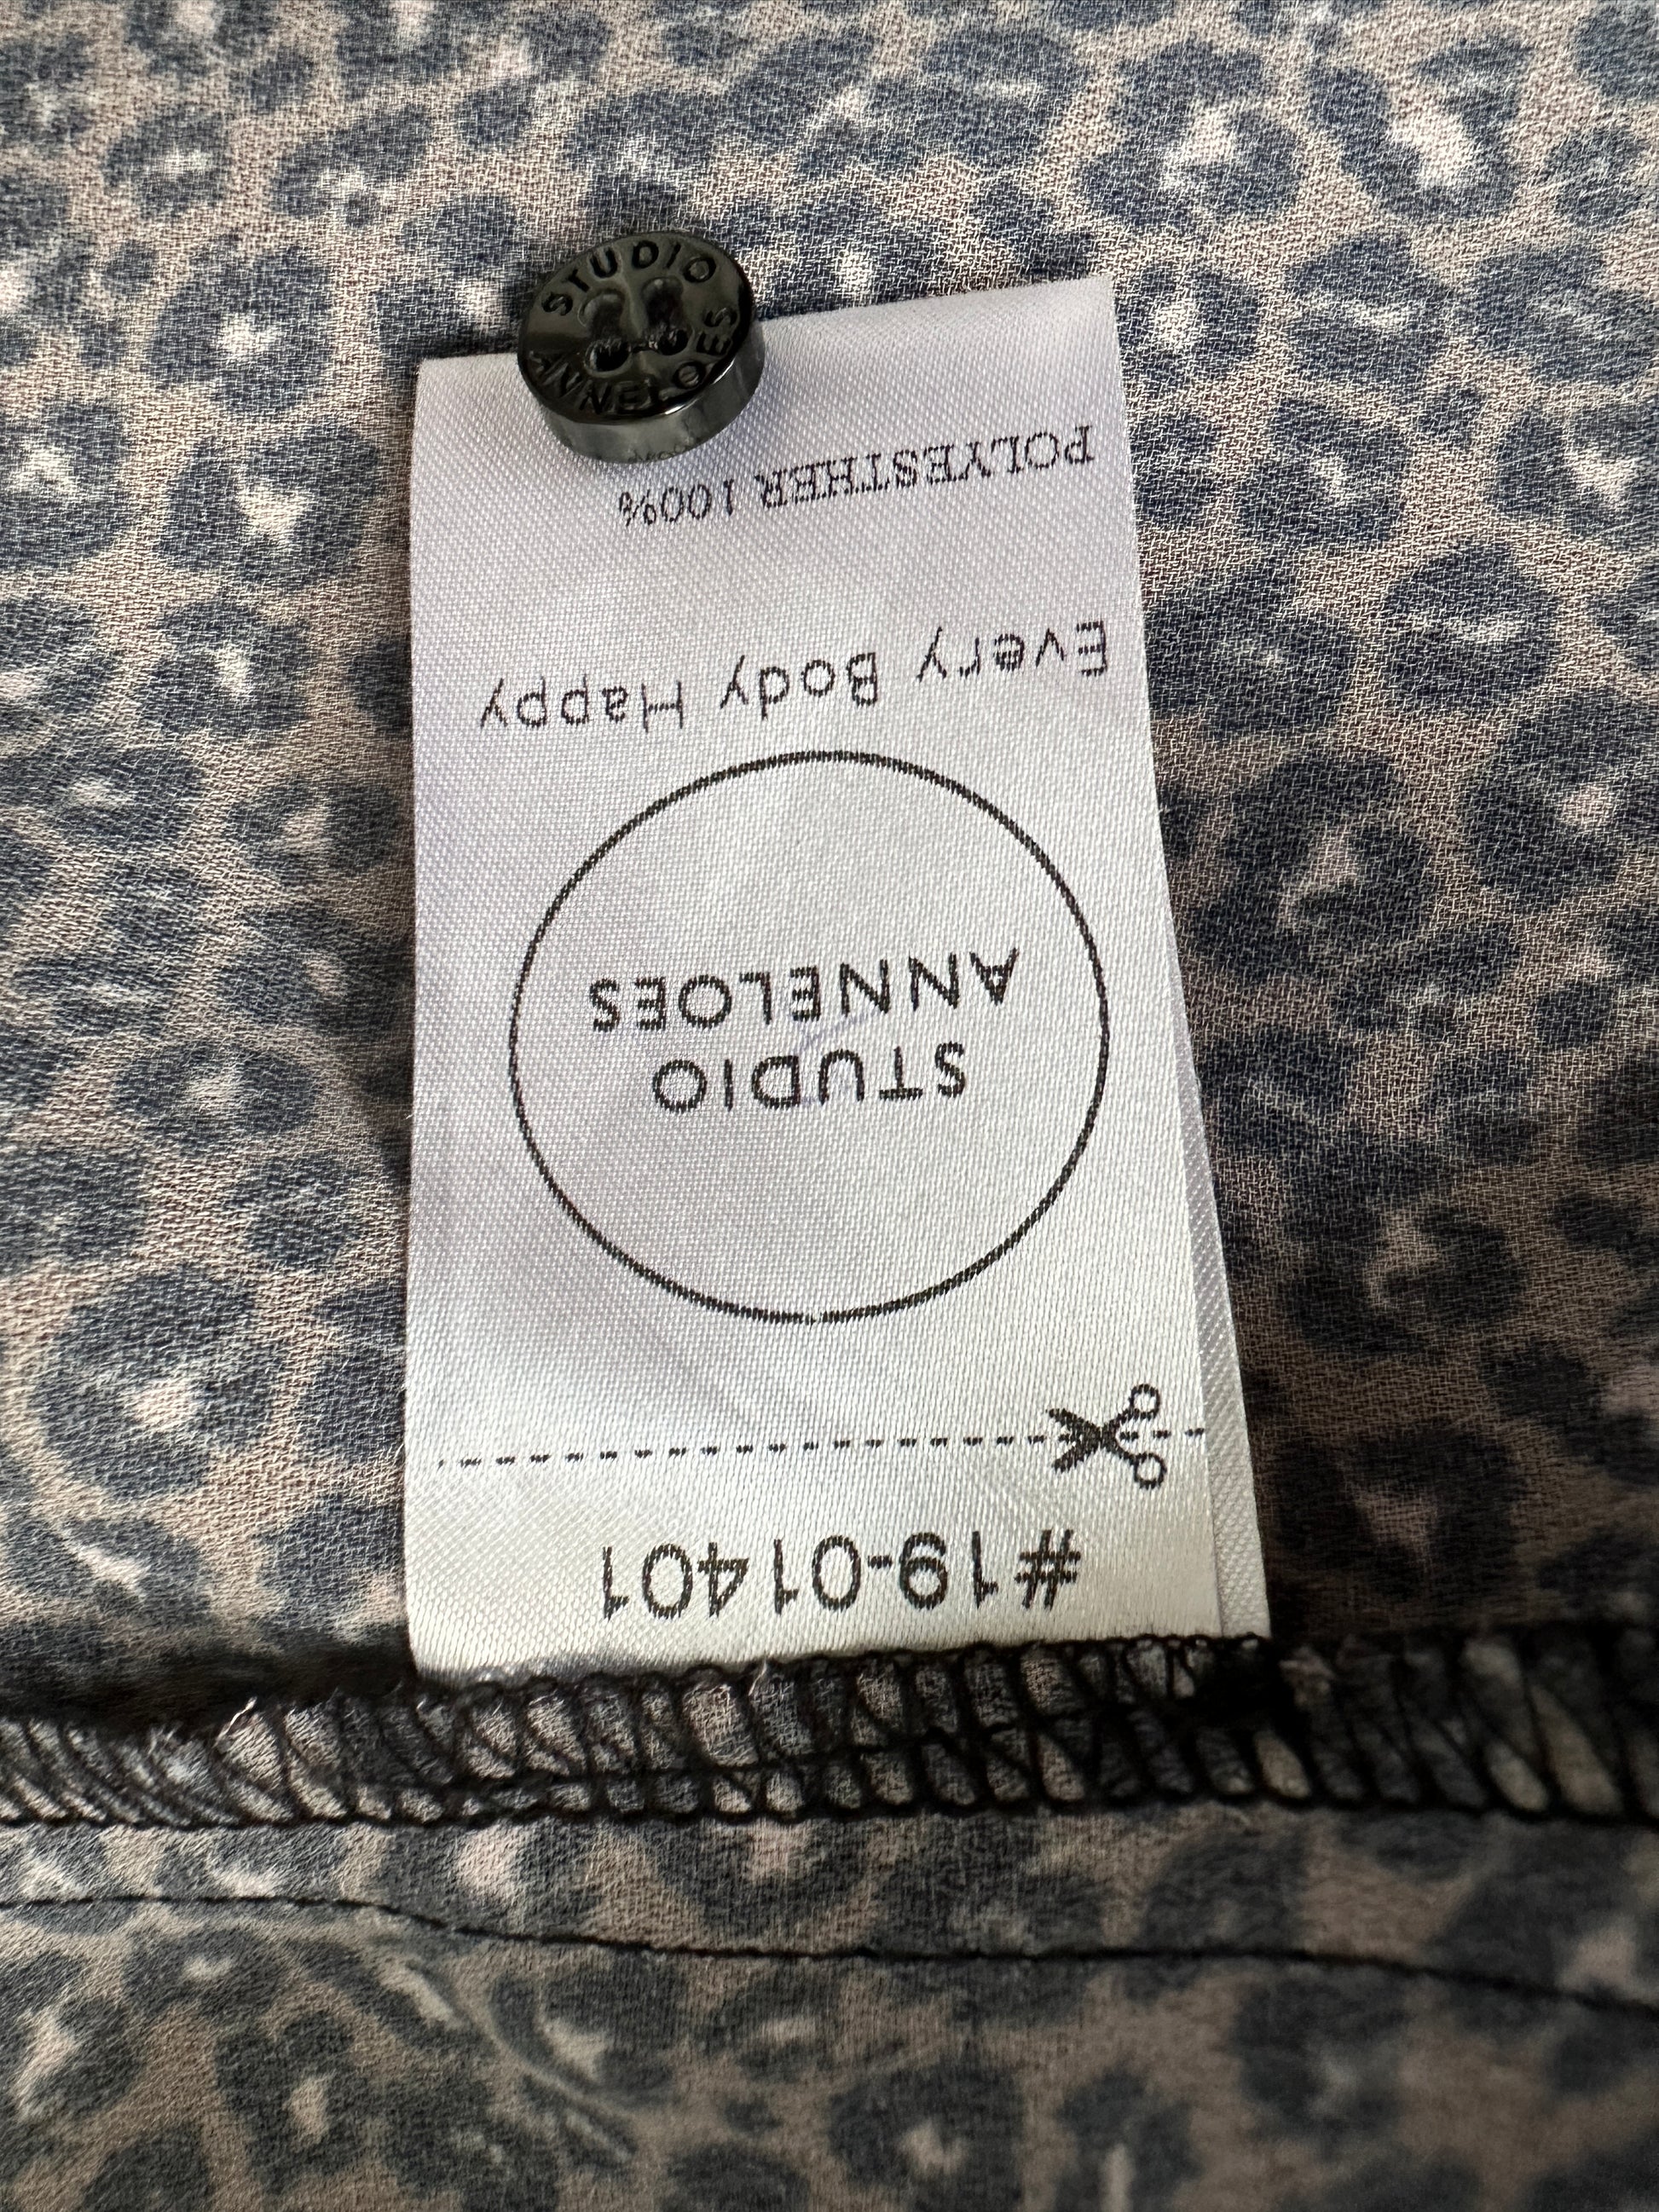 #19-01401
STUDIO
ANNELOES
Every Body Happy
POLYESTHER 100%
STUDIO
ANNELOES